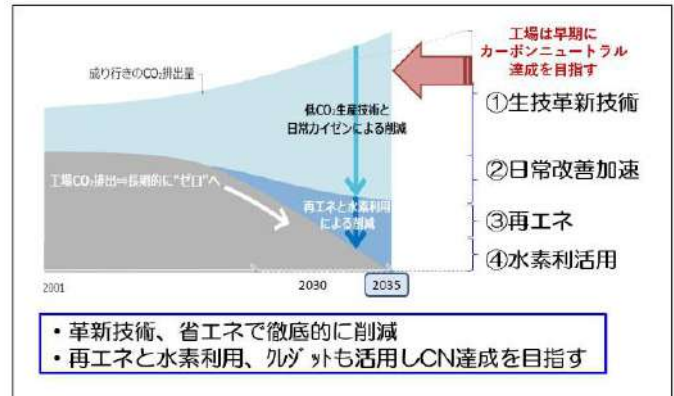 工場は早期に
カーボンニュートラル
達成を目指す
成り行きのCO₂排出量
①生技革新技術
低CO₂生産技術と
日常カイゼンによる削減
②日常改善加速
工場CO₂排出⇒長期的に“ゼロ”へ
再エネと水素利用
による削減
③再エネ
④水素利活用
2001
2030
2035
・革新技術、省エネで徹底的に削減
・再エネと水素利用、クレジットも活用しCN達成を目指す